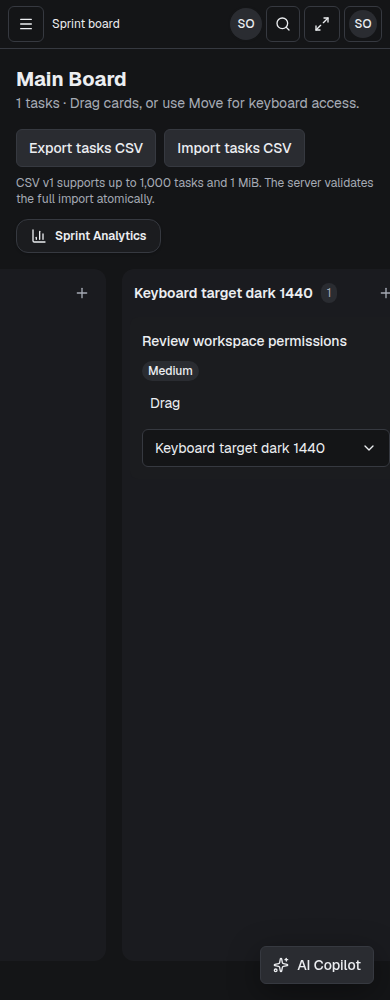 Sprint board
SO
SO
Main Board
1 tasks · Drag cards, or use Move for keyboard access.
Export tasks CSV
Import tasks CSV
CSV v1 supports up to 1,000 tasks and 1 MiB. The server validates
the full import atomically.
Sprint Analytics
Keyboard target dark 1440
1
Review workspace permissions
Medium
Drag
Keyboard target dark 1440
AI Copilot